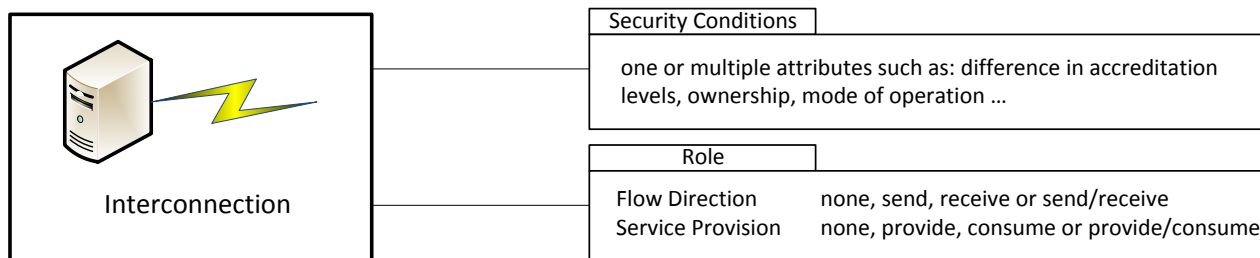 Security Conditions
one or multiple attributes such as: difference in accreditation
levels, ownership, mode of operation ...
Interconnection
Role
Flow Direction none, send, receive or send/receive
Service Provision none, provide, consume or provide/consume